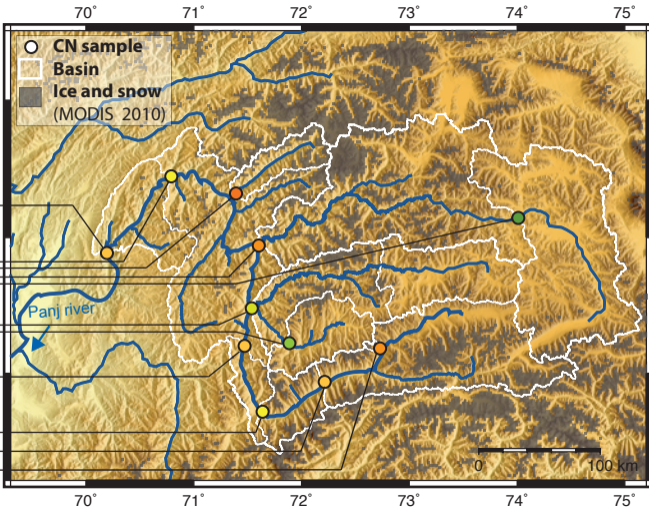 70˚ 71˚ 72˚ 73˚ 74˚ 75˚
CN sample
Basin
Ice and snow
(MODIS 2010)
Panj river
0 100 km
70˚ 71˚ 72˚ 73˚ 74˚ 75˚